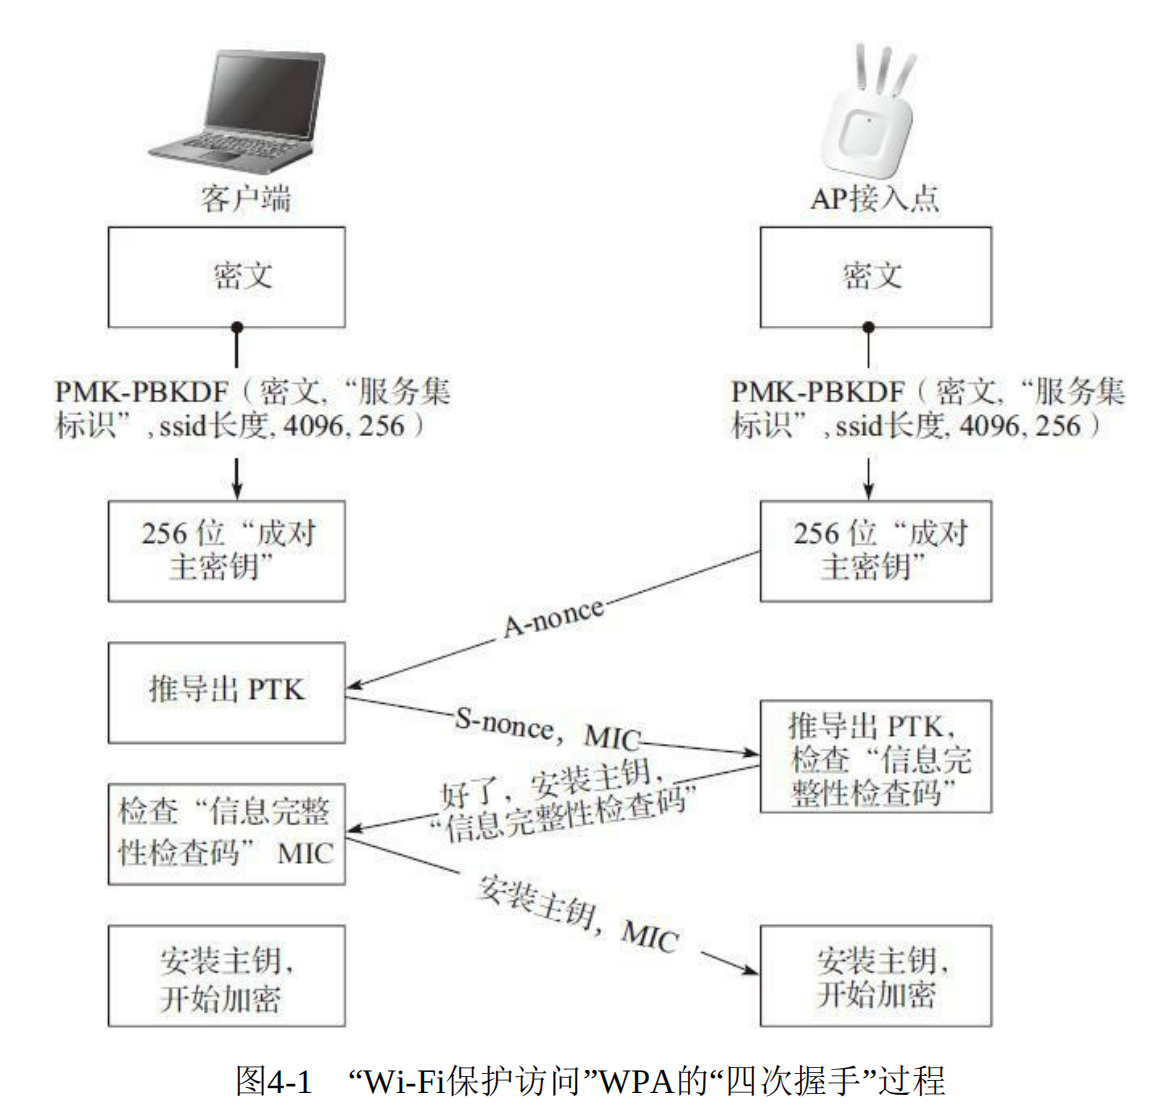 客户端
AP接入点
密文
密文
PMK-PBKDF（密文,“服务集
标识”,ssid长度, 4096, 256）
PMK-PBKDF（密文,“服务集
标识”,ssid长度, 4096, 256）
256 位“成对
主密钥”
256 位“成对
主密钥”
A-nonce
推导出 PTK
S-nonce，MIC
推导出 PTK，
检查“信息完
整性检查码”
好了，安装主钥，
“信息完整性检查码”
检查“信息完整
性检查码” MIC
安装主钥，MIC
安装主钥，
开始加密
安装主钥，
开始加密
图4-1 “Wi-Fi保护访问”WPA的“四次握手”过程